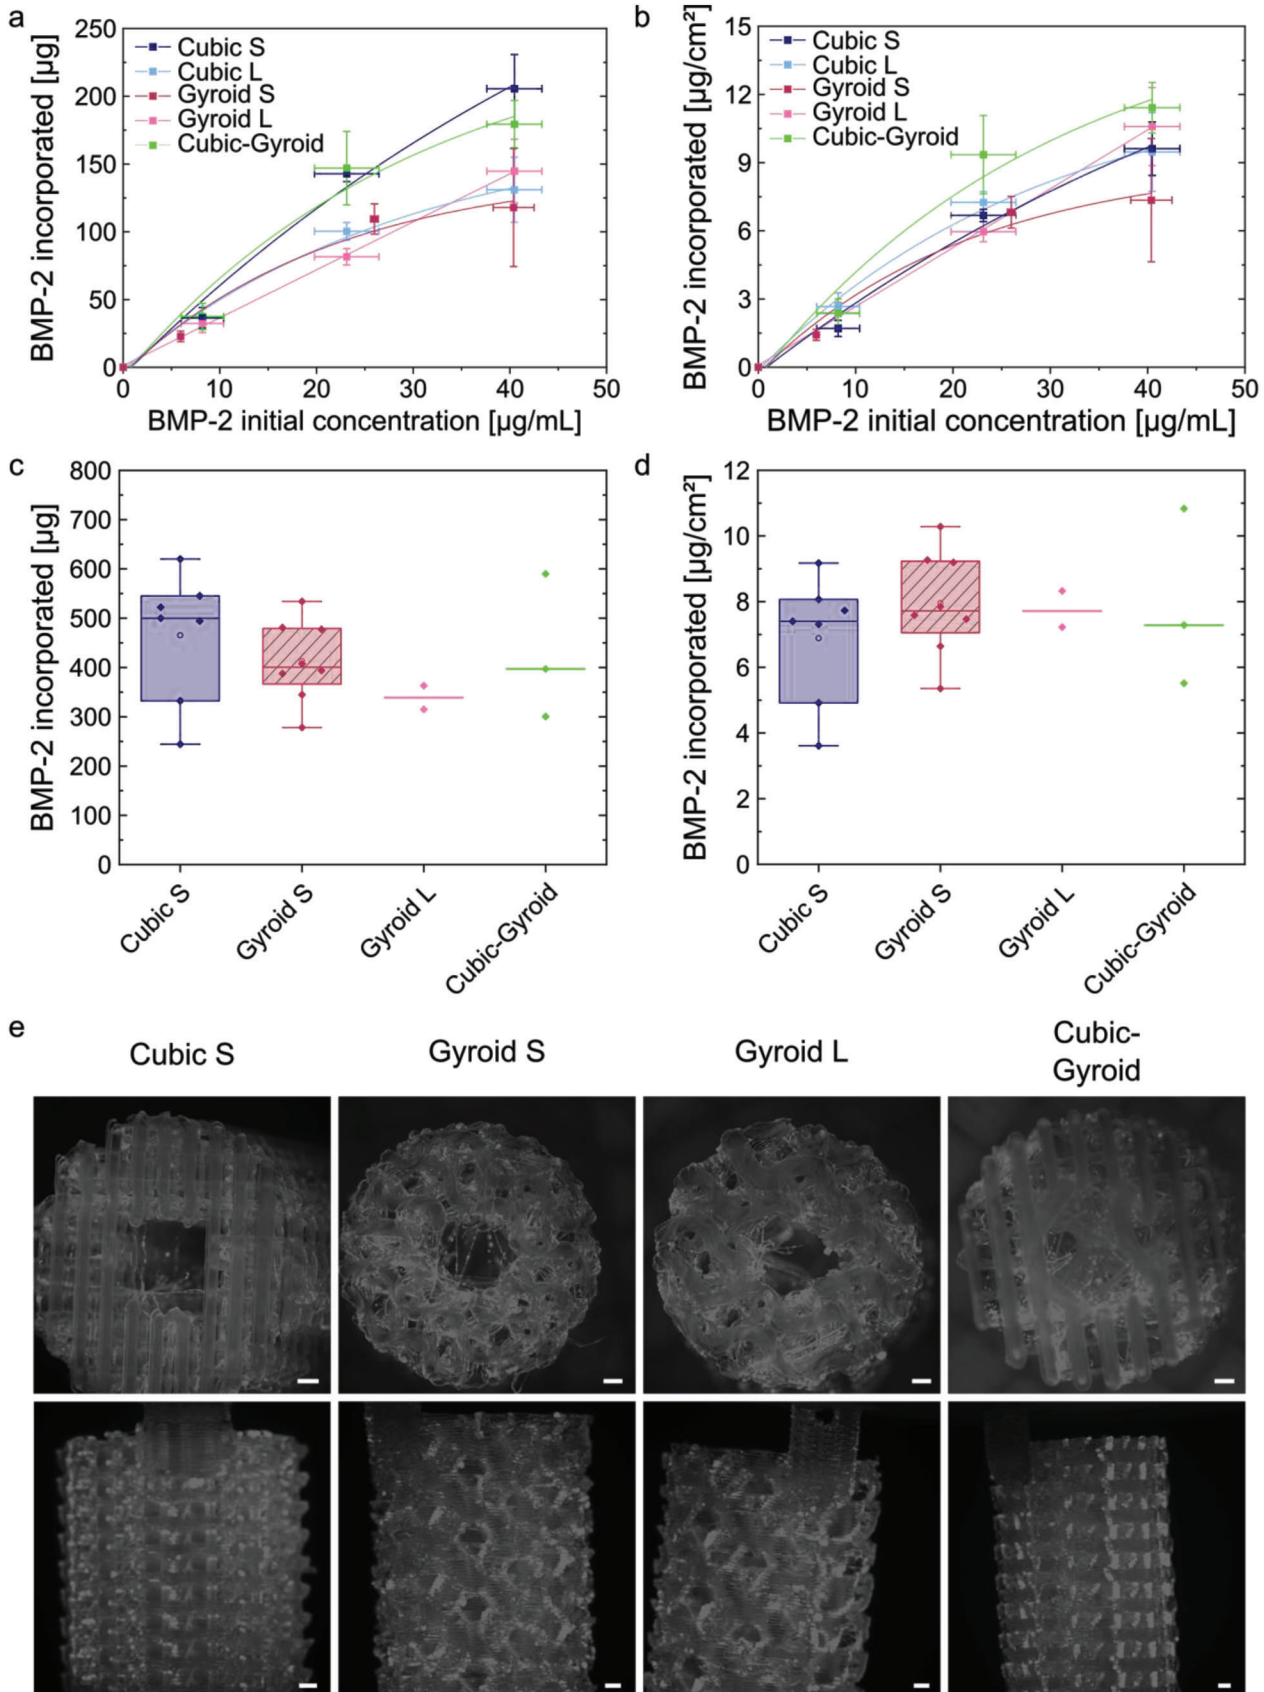 a
250
200
150
100
50
0
BMP-2 incorporated [µg]
Cubic S
Cubic L
Gyroid S
Gyroid L
Cubic-Gyroid
0 10 20 30 40 50
BMP-2 initial concentration [µg/mL]
b
15
12
9
6
3
0
BMP-2 incorporated [µg/cm²]
Cubic S
Cubic L
Gyroid S
Gyroid L
Cubic-Gyroid
0 10 20 30 40 50
BMP-2 initial concentration [µg/mL]
c
800
700
600
500
400
300
200
100
0
BMP-2 incorporated [µg]
Cubic S
Gyroid S
Gyroid L
Cubic-Gyroid
d
12
10
8
6
4
2
0
BMP-2 incorporated [µg/cm²]
Cubic S
Gyroid S
Gyroid L
Cubic-Gyroid
e
Cubic S
Gyroid S
Gyroid L
Cubic-
Gyroid